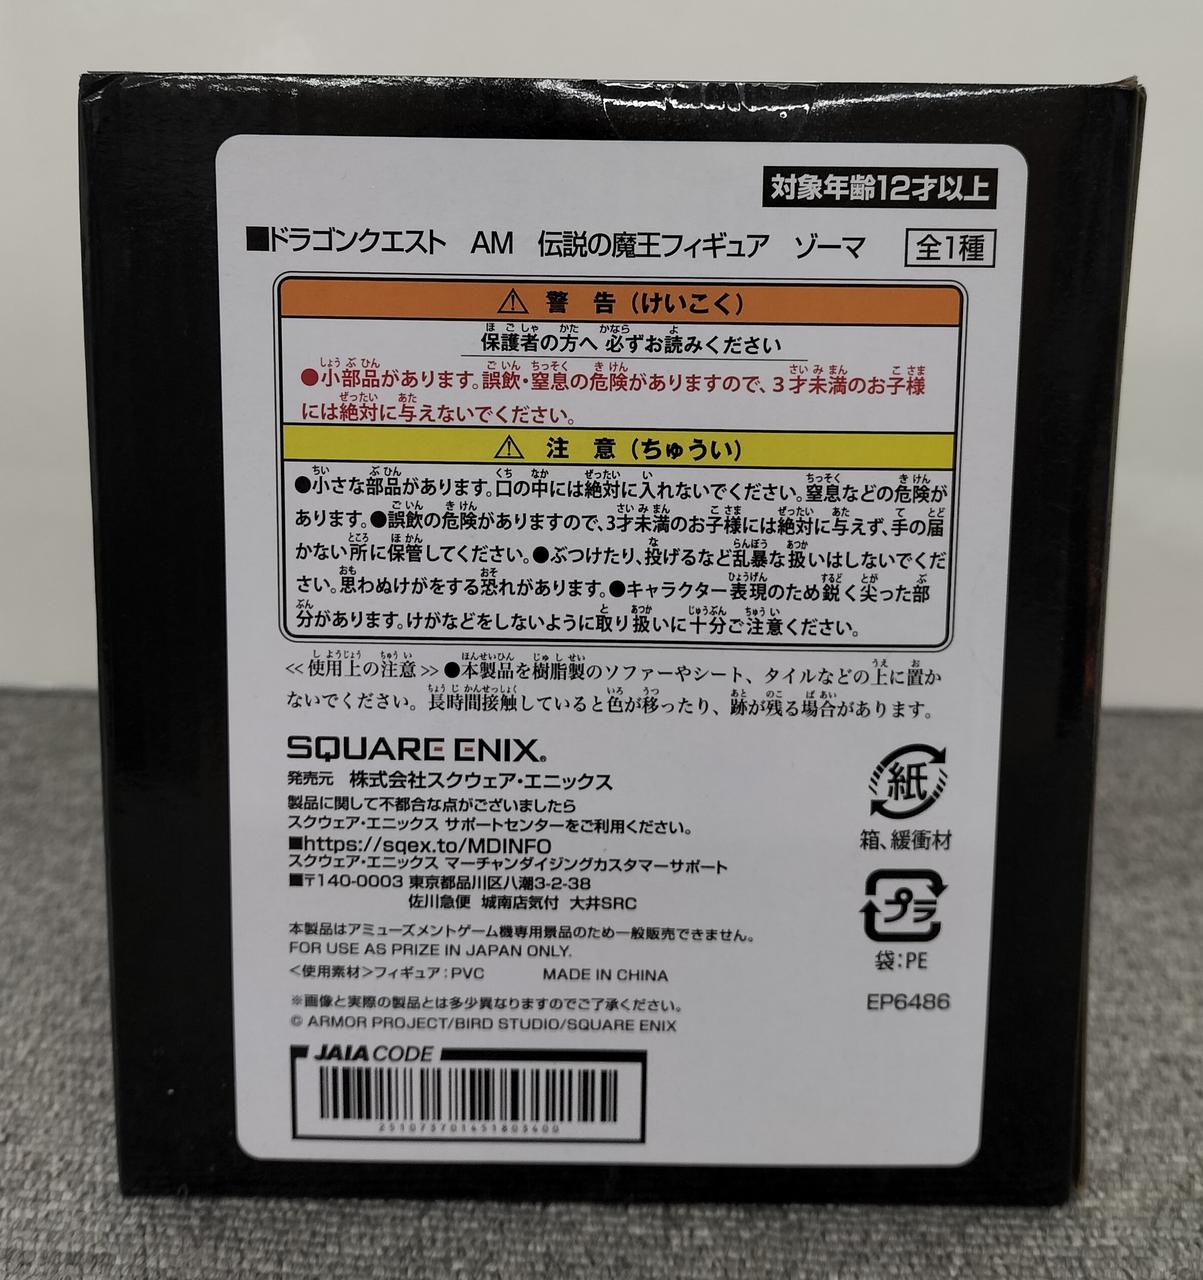 対象年齢12才以上
■ドラゴンクエスト　AM　伝説の魔王フィギュア　ゾーマ　全1種
⚠ 警　告（けいこく）
保護者の方へ 必ずお読みください
●小部品があります。誤飲・窒息の危険がありますので、3才未満のお子様
には絶対に与えないでください。
⚠ 注　意（ちゅうい）
●小さな部品があります。口の中には絶対に入れないでください。窒息などの危険が
あります。●誤飲の危険がありますので、3才未満のお子様には絶対に与えず、手の届
かない所に保管してください。●ぶつけたり、投げるなど乱暴な扱いはしないでくだ
さい。思わぬけがをする恐れがあります。●キャラクター表現のため鋭く尖った部
分があります。けがなどをしないように取り扱いに十分ご注意ください。
≪使用上の注意≫●本製品を樹脂製のソファーやシート、タイルなどの上に置か
ないでください。長時間接触していると色が移ったり、跡が残る場合があります。
SQUARE ENIX®
発売元　株式会社スクウェア・エニックス
製品に関して不都合な点がございましたら
スクウェア・エニックス サポートセンターをご利用ください。
■https://sqex.to/MDINFO
スクウェア・エニックス マーチャンダイジングカスタマーサポート
■〒140-0003 東京都品川区八潮3-2-38
佐川急便　城南店気付　大井SRC
本製品はアミューズメントゲーム機専用景品のため一般販売できません。
FOR USE AS PRIZE IN JAPAN ONLY.
＜使用素材＞フィギュア：PVC　　MADE IN CHINA
※画像と実際の製品とは多少異なりますのでご了承ください。
© ARMOR PROJECT/BIRD STUDIO/SQUARE ENIX
JAIA CODE
251073701451803400
紙
箱、緩衝材
プラ
袋：PE
EP6486